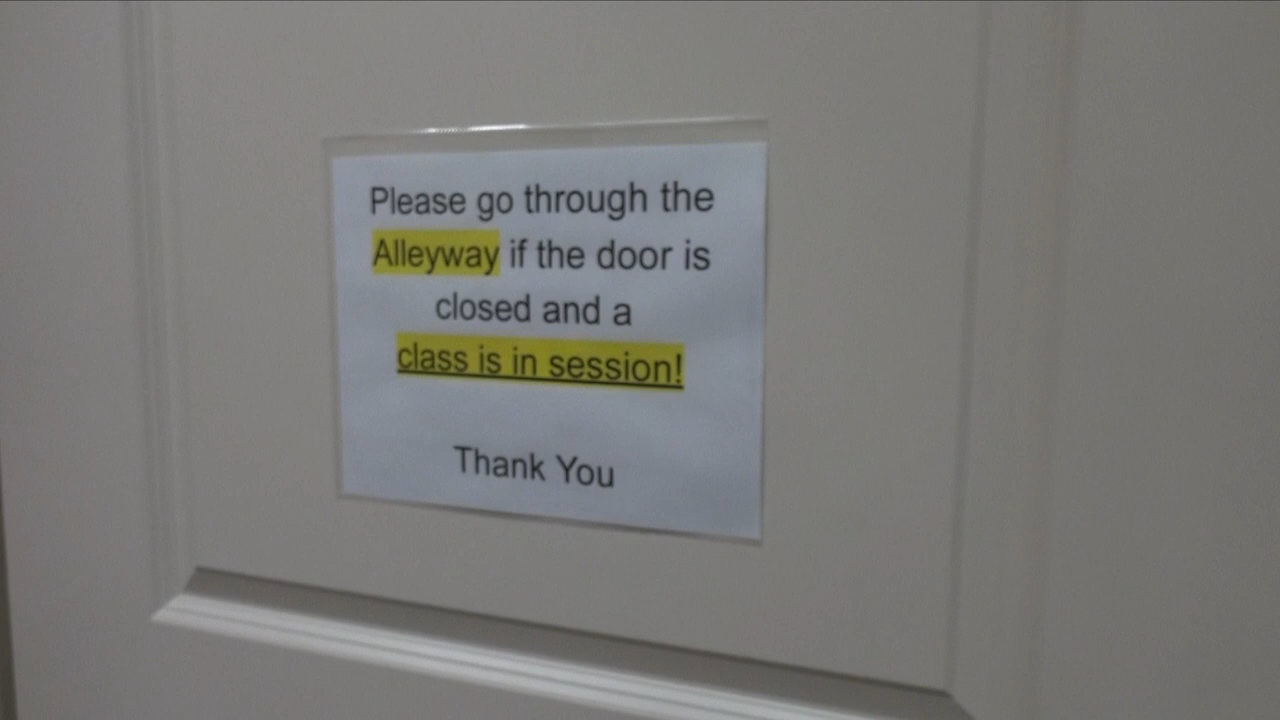 Please go through the
Alleyway if the door is
closed and a
class is in session!
Thank You